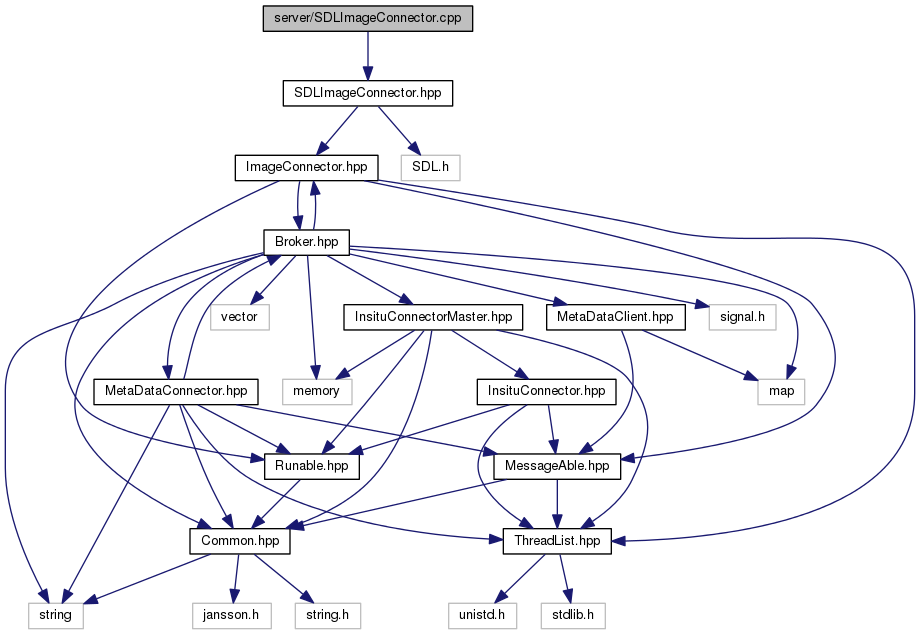 server/SDLImageConnector.cpp
SDLImageConnector.hpp
ImageConnector.hpp
SDL.h
Broker.hpp
vector
InsituConnectorMaster.hpp
MetaDataClient.hpp
signal.h
MetaDataConnector.hpp
memory
InsituConnector.hpp
map
Runable.hpp
MessageAble.hpp
Common.hpp
ThreadList.hpp
string
jansson.h
string.h
unistd.h
stdlib.h